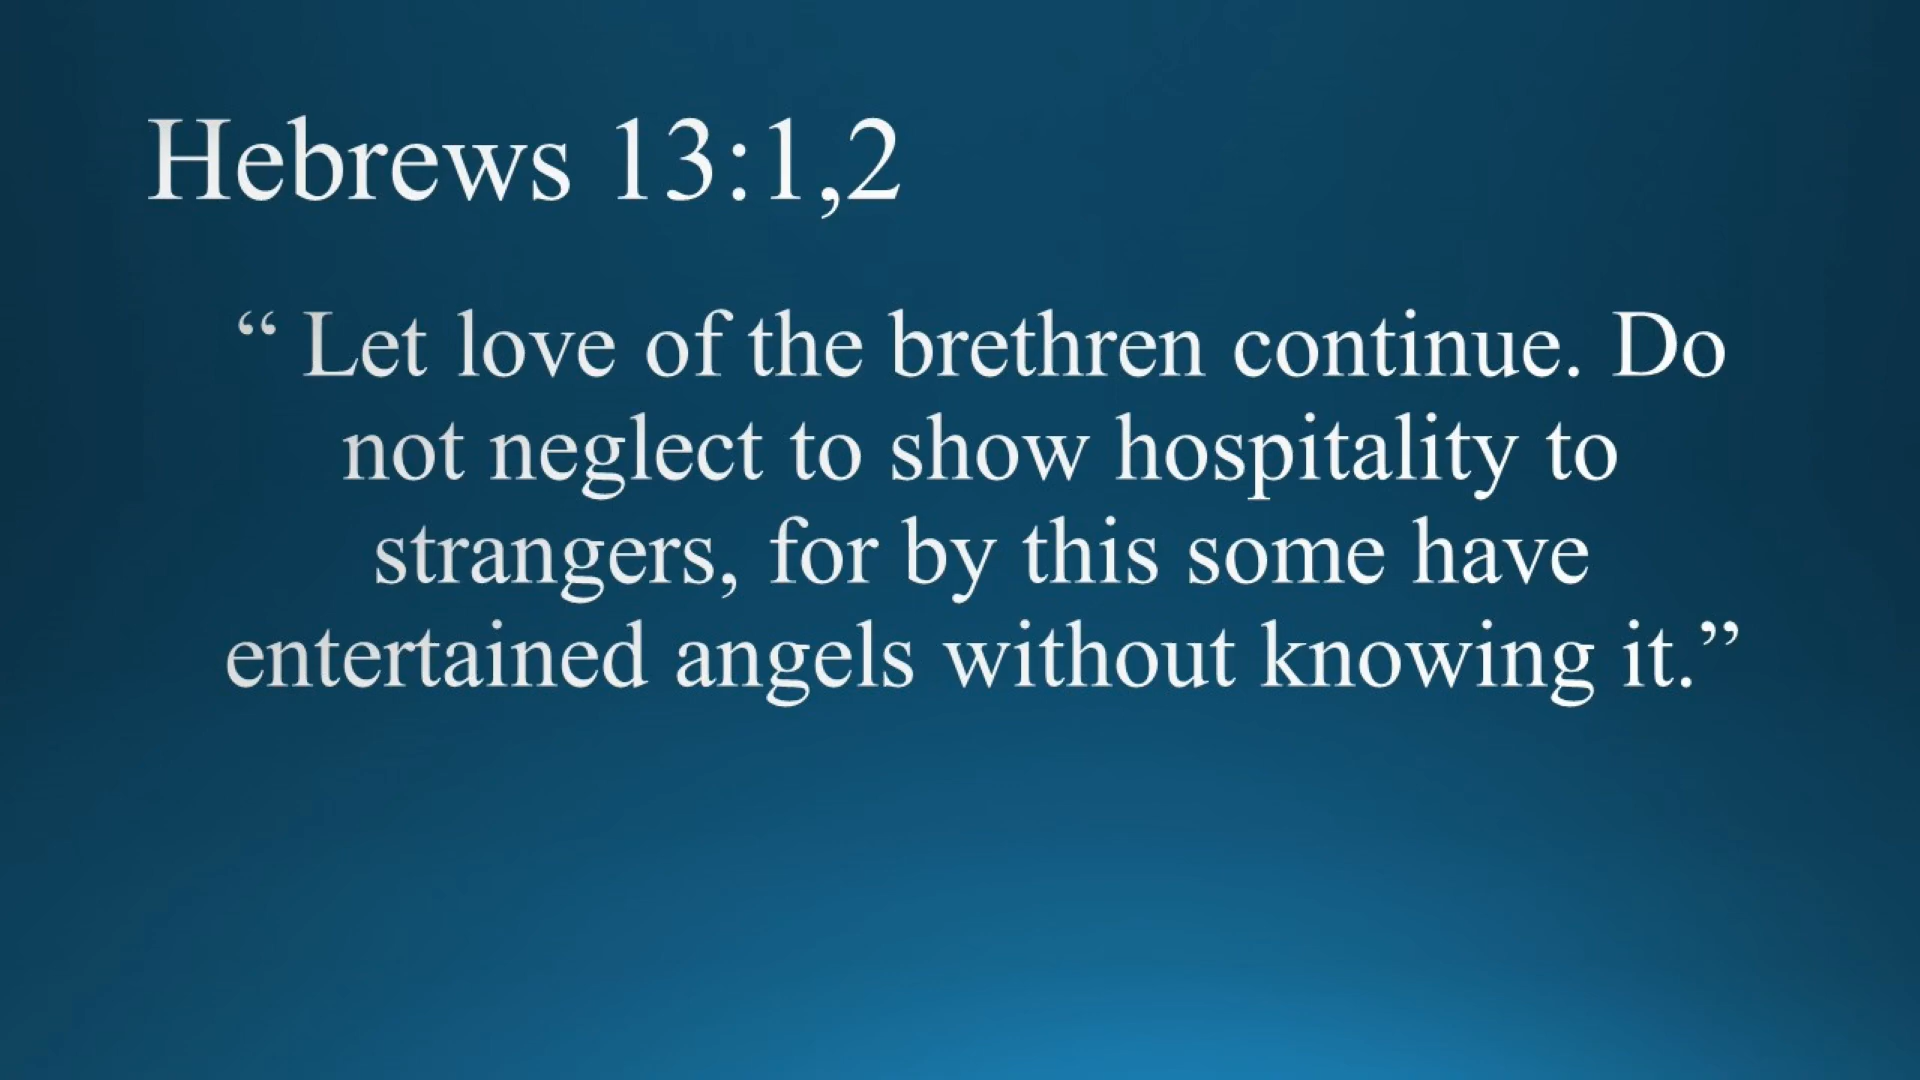 Hebrews 13:1,2
“ Let love of the brethren continue. Do
not neglect to show hospitality to
strangers, for by this some have
entertained angels without knowing it.”